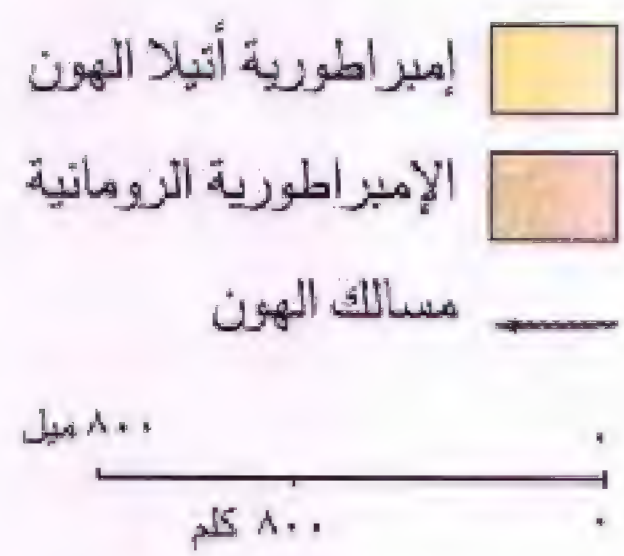 إمبراطورية أتيلا الهون
الإمبراطورية الرومانية
مسالك الهون
٠ ٨٠٠ ميل
٠ ٨٠٠ كلم